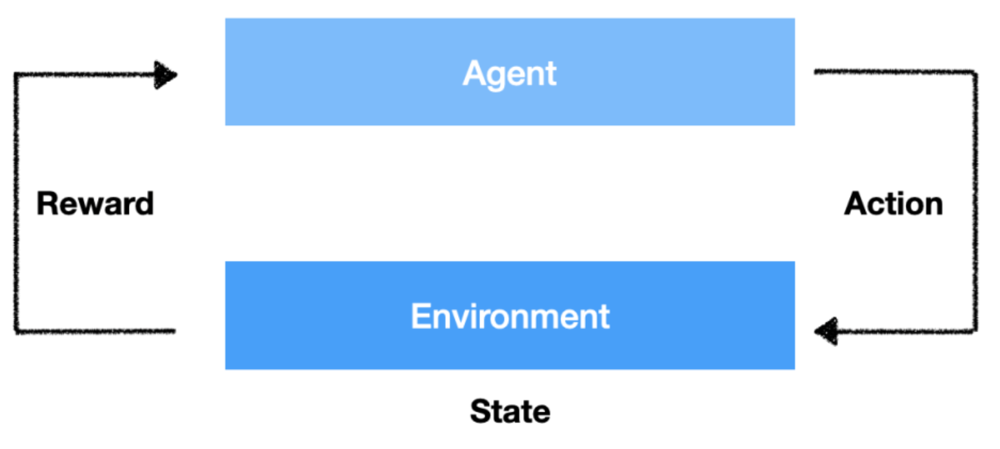 Agent
Reward
Action
Environment
State